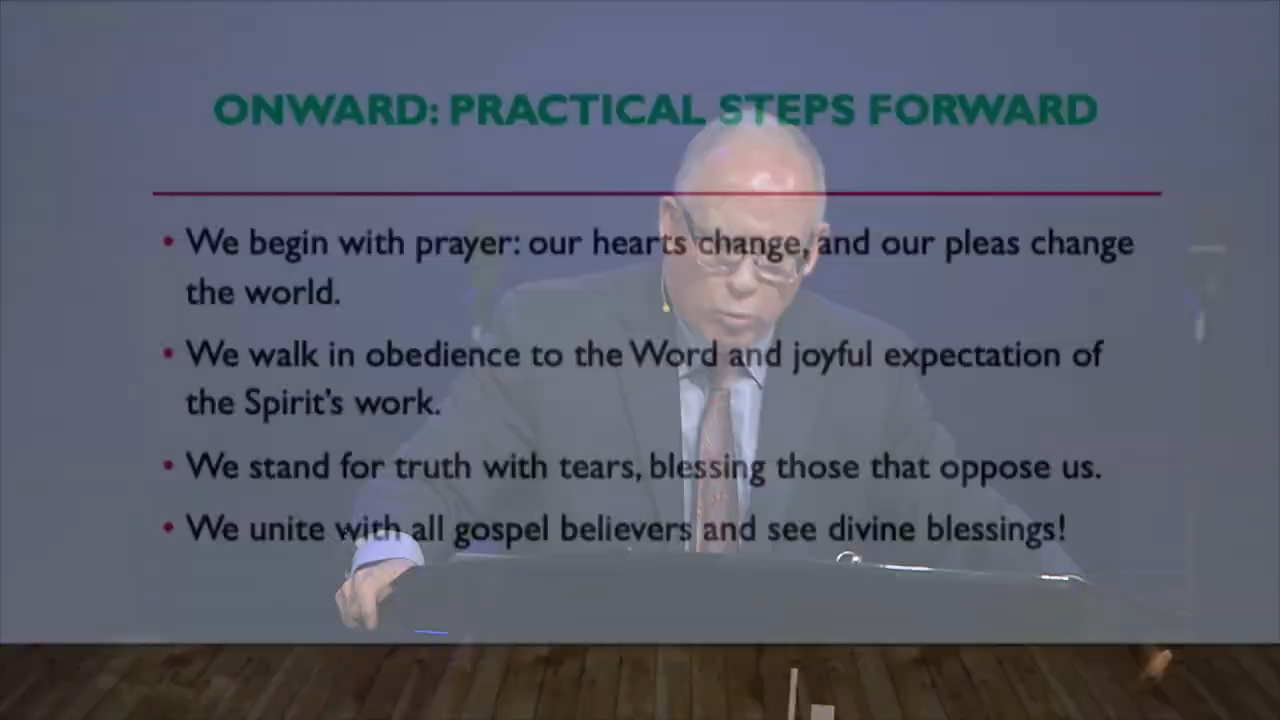 ONWARD: PRACTICAL STEPS FORWARD
• We begin with prayer: our hearts change, and our pleas change
the world.
• We walk in obedience to the Word and joyful expectation of
the Spirit's work.
• We stand for truth with tears, blessing those that oppose us.
• We unite with all gospel believers and see divine blessings!